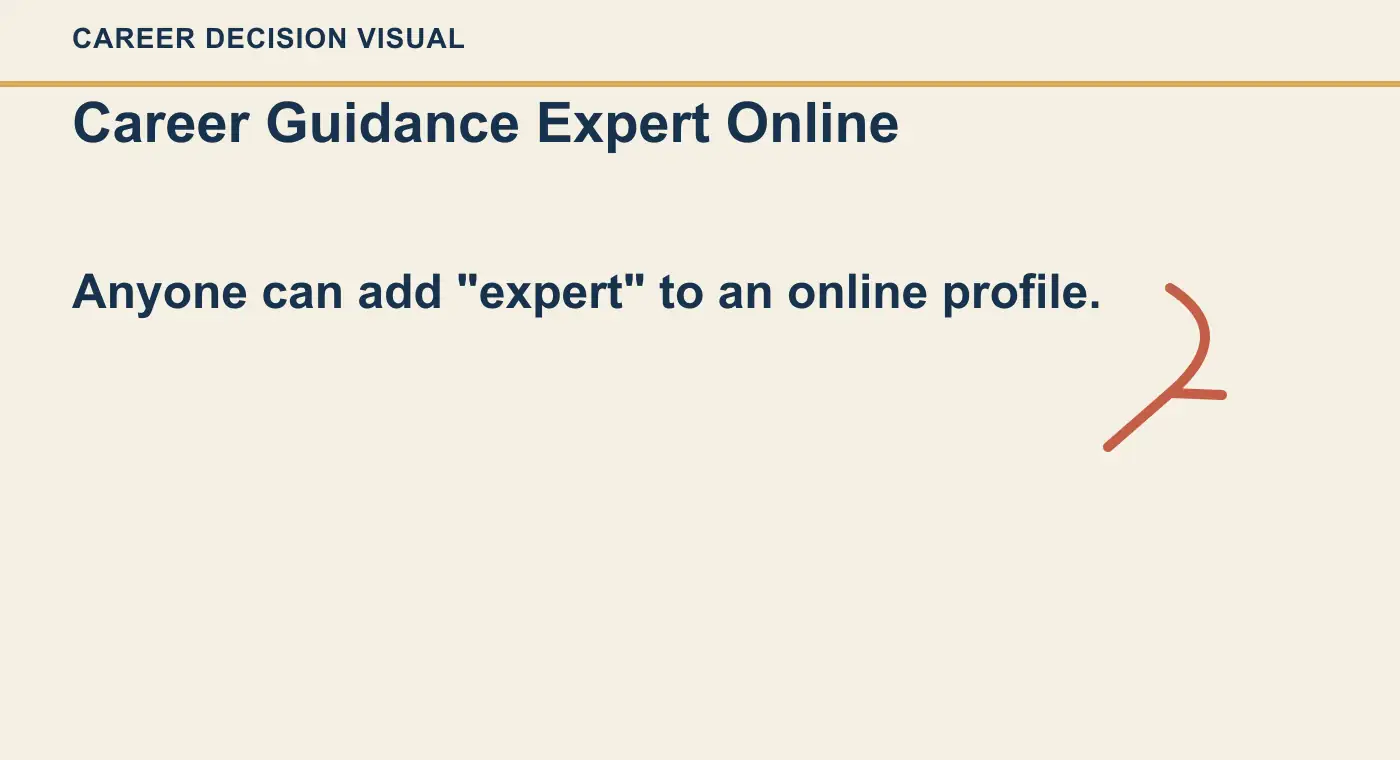 CAREER DECISION VISUAL
Career Guidance Expert Online
Anyone can add "expert" to an online profile.